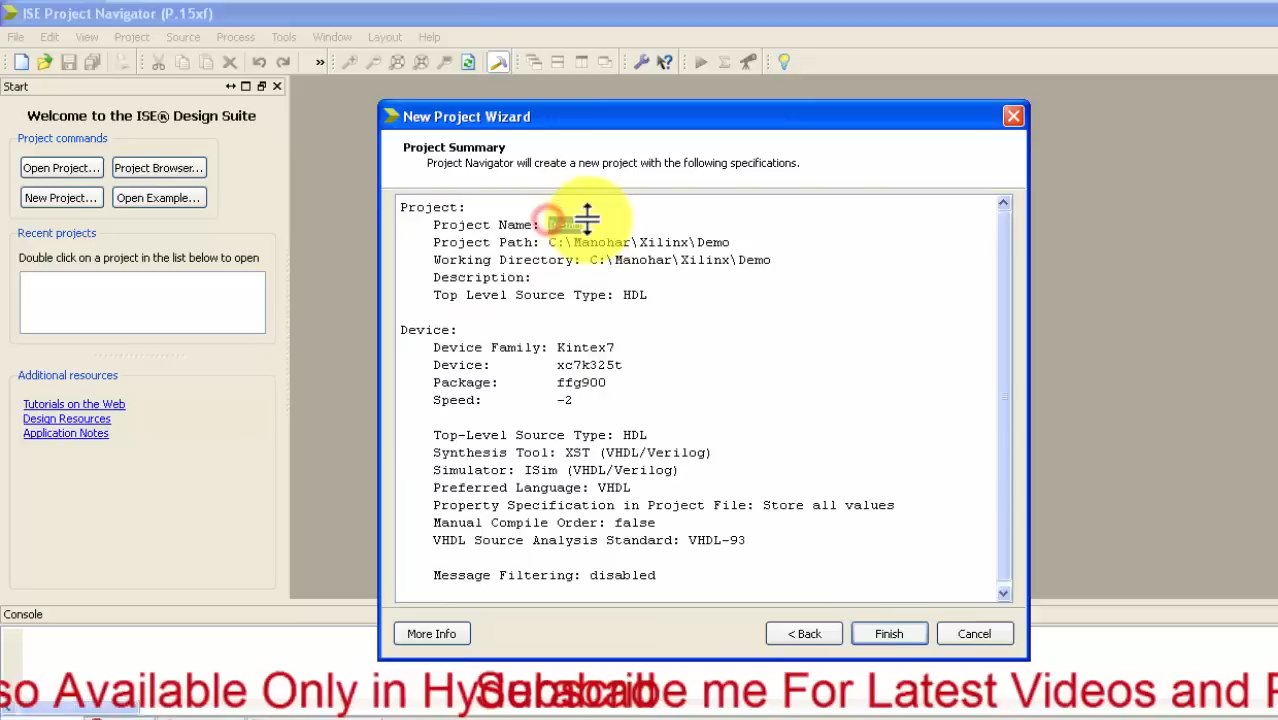 ISE Project Navigator (P.15xf)
File Edit View Project Source Process Tools Window Layout Help
»
Start
Welcome to the ISE® Design Suite
Project commands
Open Project... Project Browser...
New Project... Open Example...
Recent projects
Double click on a project in the list below to open
Additional resources
Tutorials on the Web
Design Resources
Application Notes
Console
New Project Wizard
Project Summary
Project Navigator will create a new project with the following specifications.
Project:
Project Name: Demo
Project Path: C:\Manohar\Xilinx\Demo
Working Directory: C:\Manohar\Xilinx\Demo
Description:
Top Level Source Type: HDL
Device:
Device Family: Kintex7
Device: xc7k325t
Package: ffg900
Speed: -2
Top-Level Source Type: HDL
Synthesis Tool: XST (VHDL/Verilog)
Simulator: ISim (VHDL/Verilog)
Preferred Language: VHDL
Property Specification in Project File: Store all values
Manual Compile Order: false
VHDL Source Analysis Standard: VHDL-93
Message Filtering: disabled
More Info < Back Finish Cancel
so Available Only in Hyderabad Subscribe me For Latest Videos and P